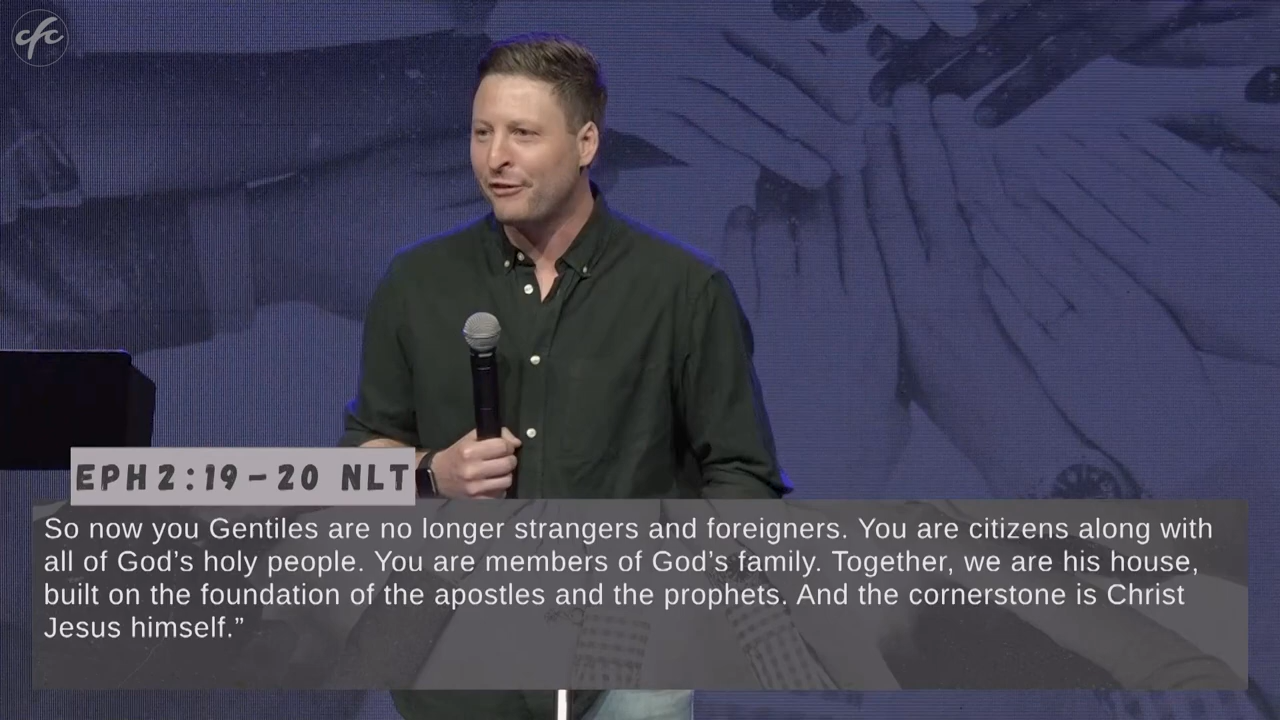 cfc
EPH 2:19-20 NLT
So now you Gentiles are no longer strangers and foreigners. You are citizens along with
all of God’s holy people. You are members of God’s family. Together, we are his house,
built on the foundation of the apostles and the prophets. And the cornerstone is Christ
Jesus himself.”